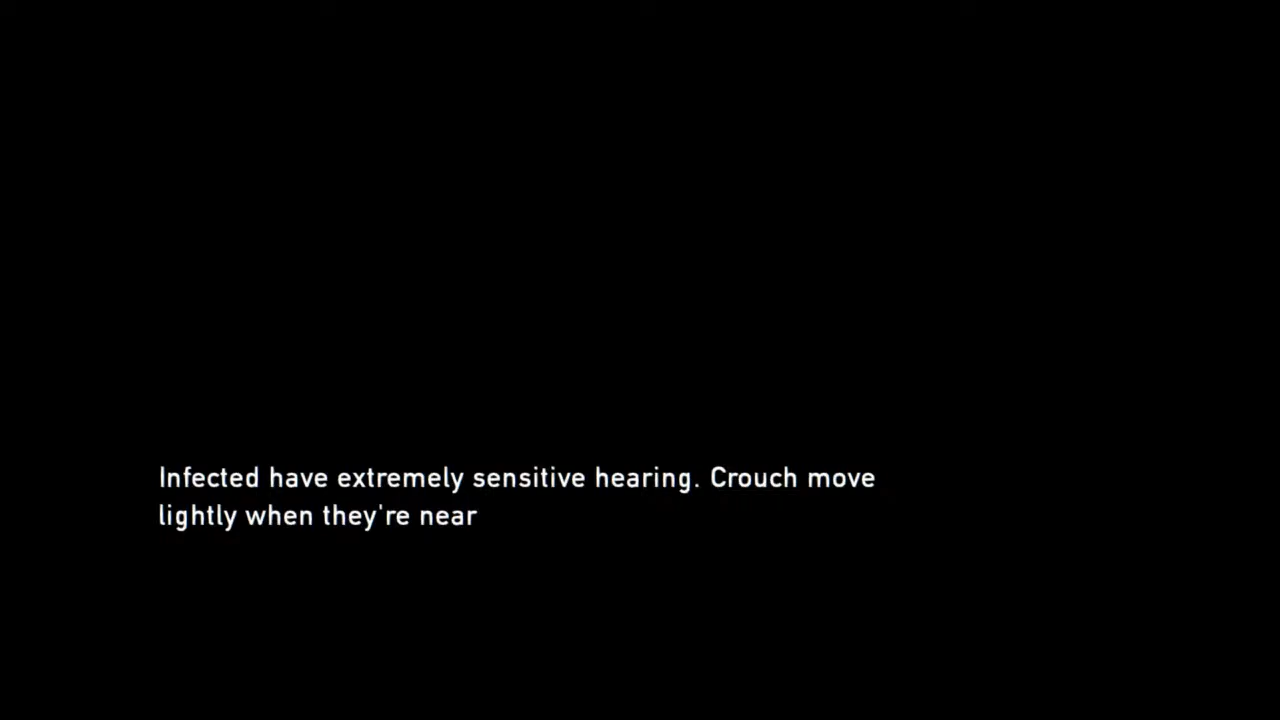 Infected have extremely sensitive hearing. Crouch move
lightly when they're near